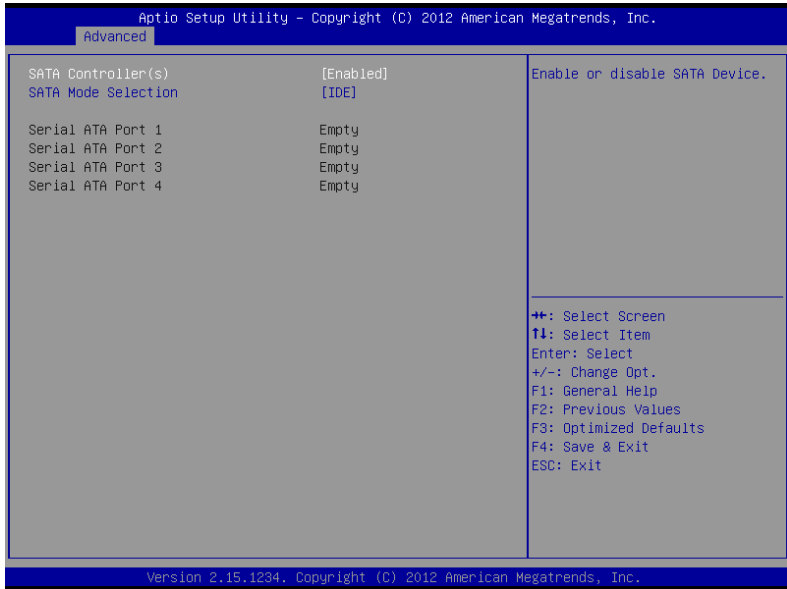 Aptio Setup Utility – Copyright (C) 2012 American Megatrends, Inc.
Advanced
SATA Controller(s) [Enabled]
SATA Mode Selection [IDE]
Serial ATA Port 1 Empty
Serial ATA Port 2 Empty
Serial ATA Port 3 Empty
Serial ATA Port 4 Empty
Enable or disable SATA Device.
→←: Select Screen
↑↓: Select Item
Enter: Select
+/-: Change Opt.
F1: General Help
F2: Previous Values
F3: Optimized Defaults
F4: Save & Exit
ESC: Exit
Version 2.15.1234. Copyright (C) 2012 American Megatrends, Inc.